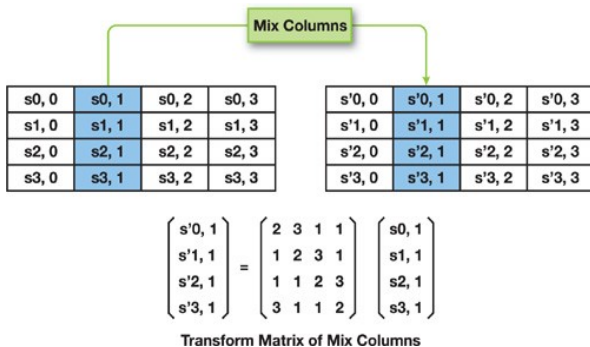 Mix Columns
s0, 0 s0, 1 s0, 2 s0, 3 s'0, 0 s'0, 1 s'0, 2 s'0, 3
s1, 0 s1, 1 s1, 2 s1, 3 s'1, 0 s'1, 1 s'1, 2 s'1, 3
s2, 0 s2, 1 s2, 2 s2, 3 s'2, 0 s'2, 1 s'2, 2 s'2, 3
s3, 0 s3, 1 s3, 2 s3, 3 s'3, 0 s'3, 1 s'3, 2 s'3, 3
s'0, 1 2 3 1 1 s0, 1
s'1, 1 1 2 3 1 s1, 1
=
s'2, 1 1 1 2 3 s2, 1
s'3, 1 3 1 1 2 s3, 1
Transform Matrix of Mix Columns